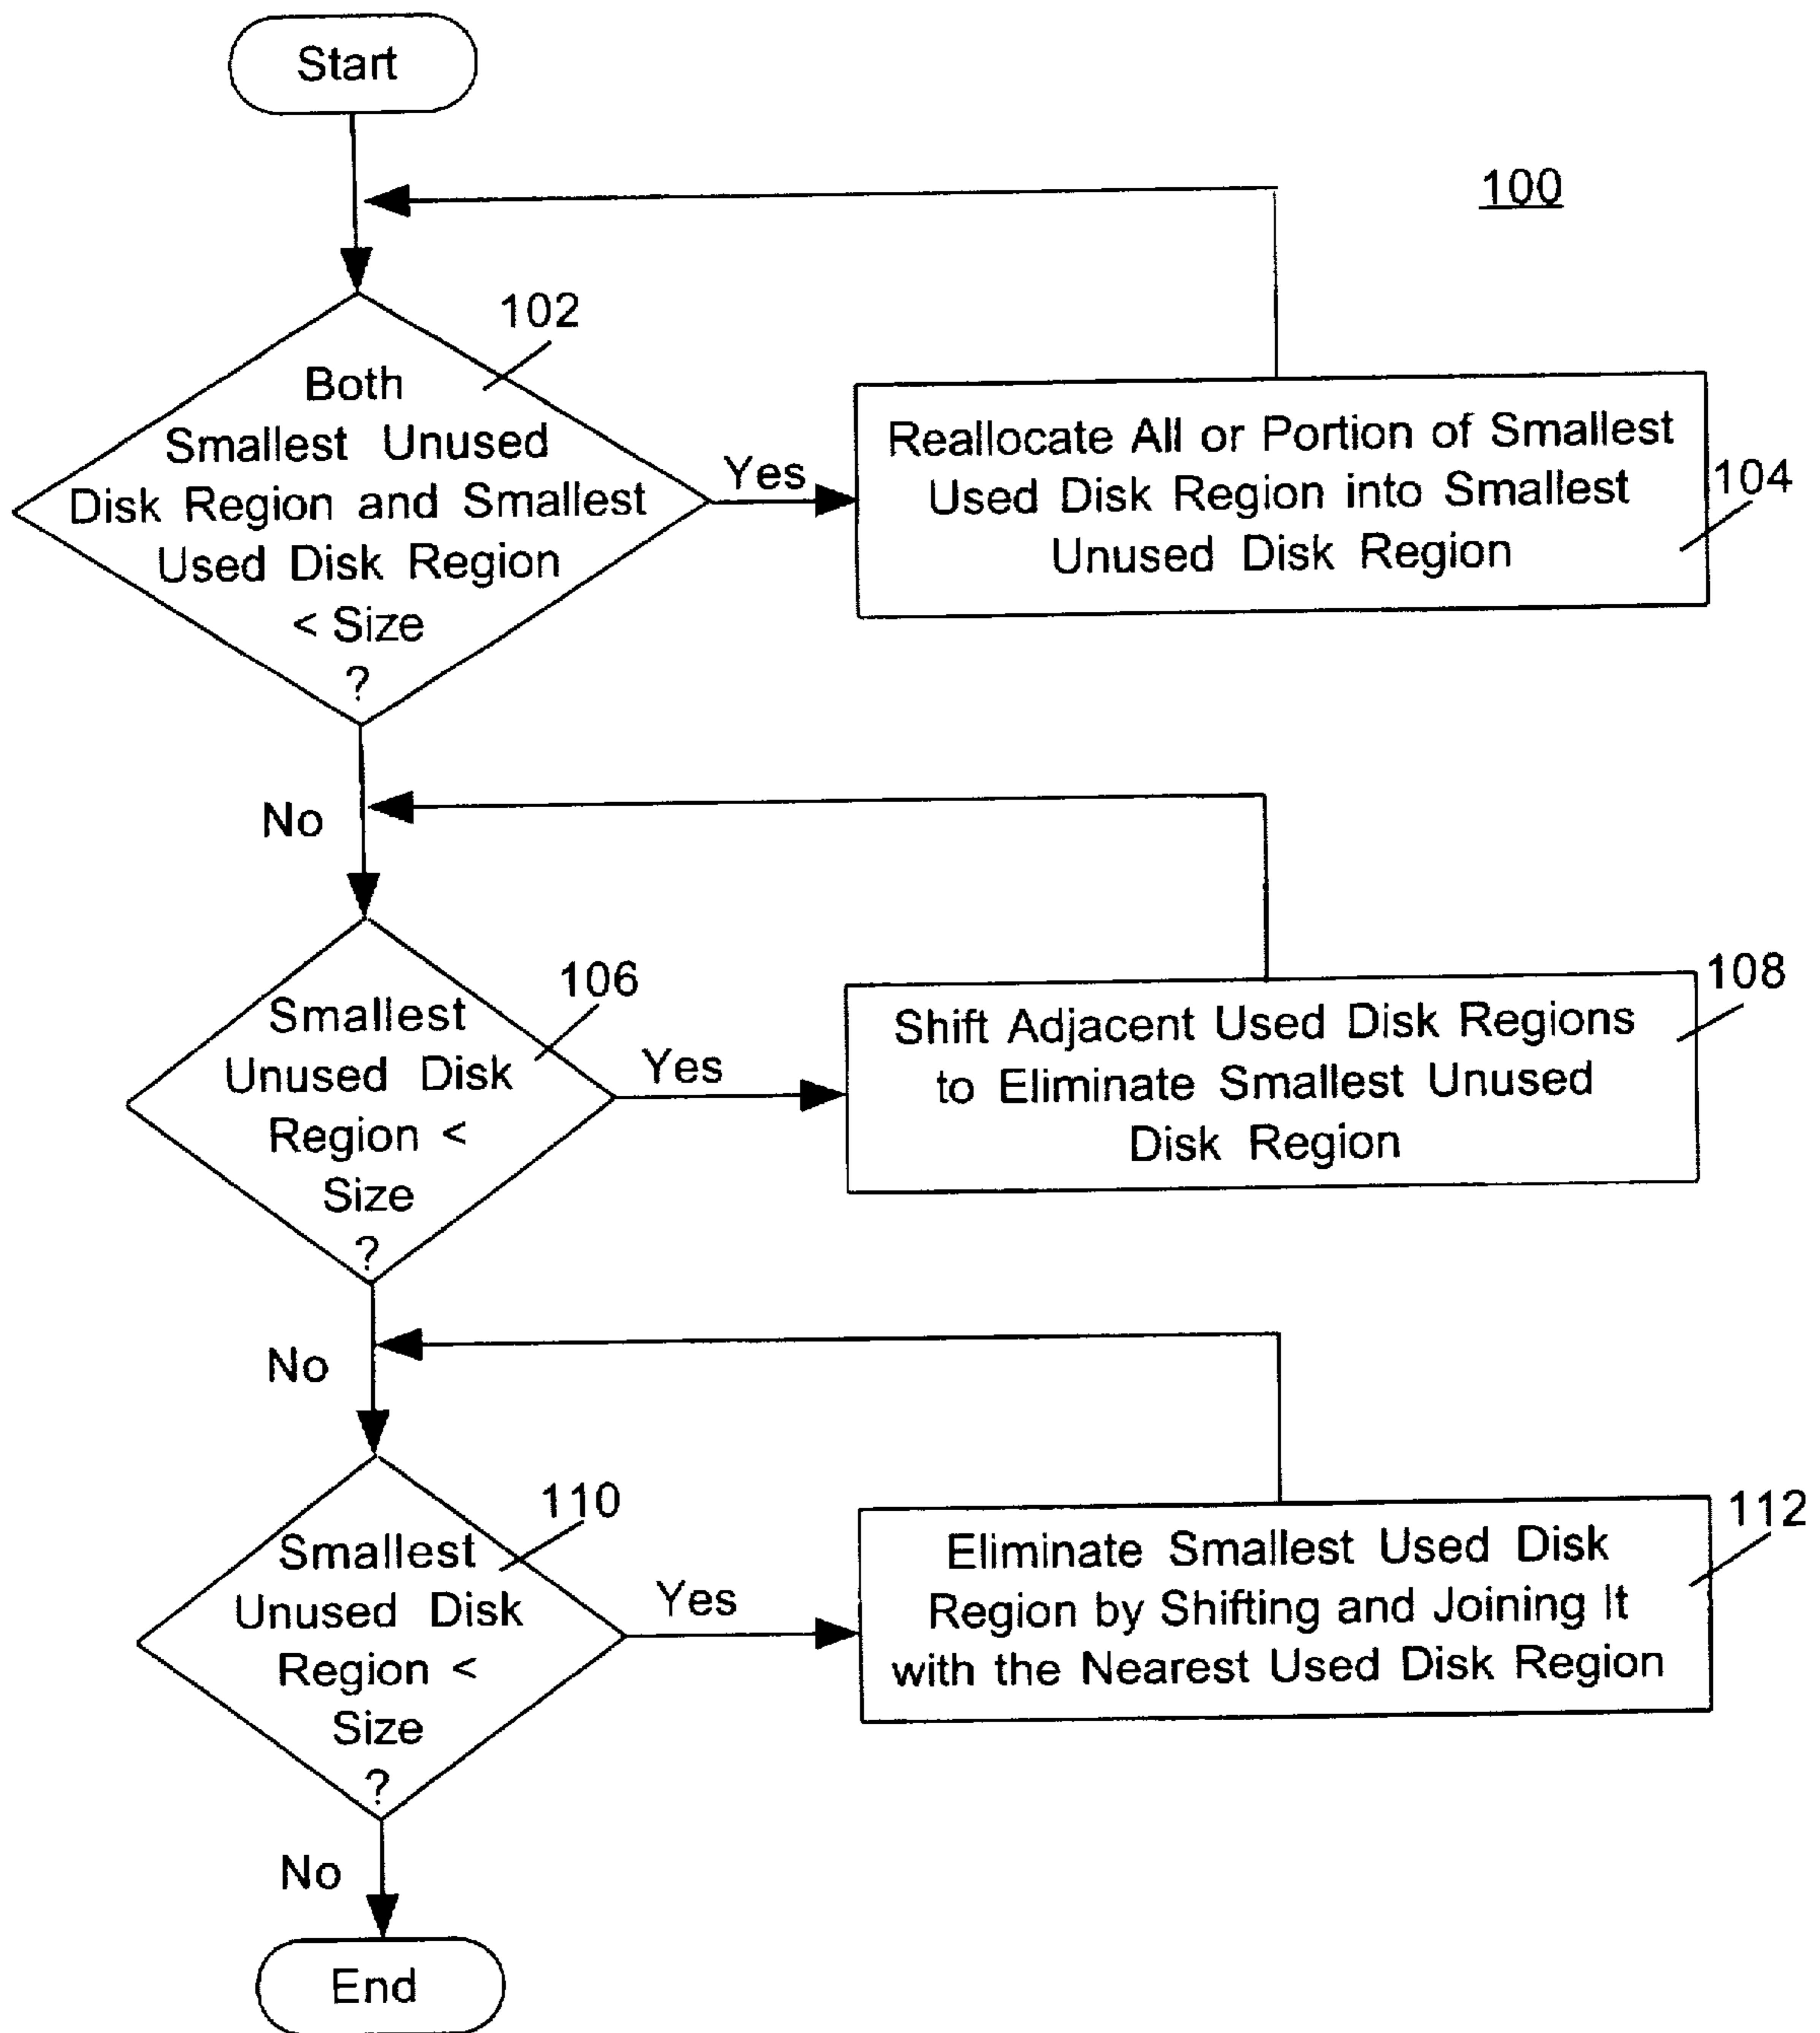 Start
100
102
Both
Smallest Unused
Disk Region and Smallest
Used Disk Region
< Size
?
Yes
Reallocate All or Portion of Smallest
Used Disk Region into Smallest
Unused Disk Region
104
No
106
Smallest
Unused Disk
Region <
Size
?
Yes
Shift Adjacent Used Disk Regions
to Eliminate Smallest Unused
Disk Region
108
No
110
Smallest
Unused Disk
Region <
Size
?
Yes
Eliminate Smallest Used Disk
Region by Shifting and Joining It
with the Nearest Used Disk Region
112
No
End